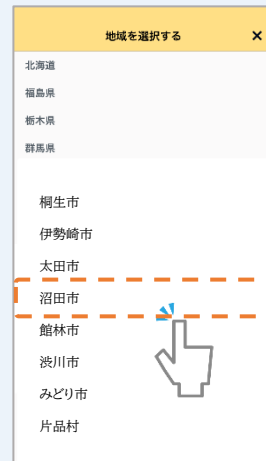 地域を選択する ×
北海道
福島県
栃木県
群馬県
桐生市
伊勢崎市
太田市
沼田市
館林市
渋川市
みどり市
片品村